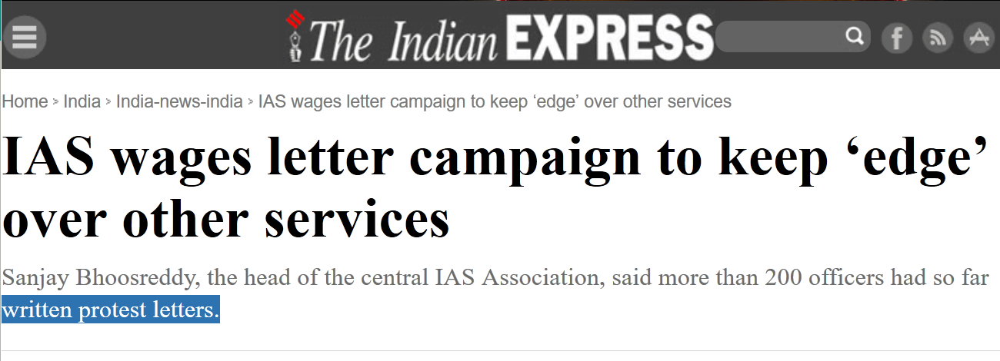 The Indian EXPRESS
Home > India > India-news-india > IAS wages letter campaign to keep ‘edge’ over other services
IAS wages letter campaign to keep ‘edge’
over other services
Sanjay Bhoosreddy, the head of the central IAS Association, said more than 200 officers had so far
written protest letters.